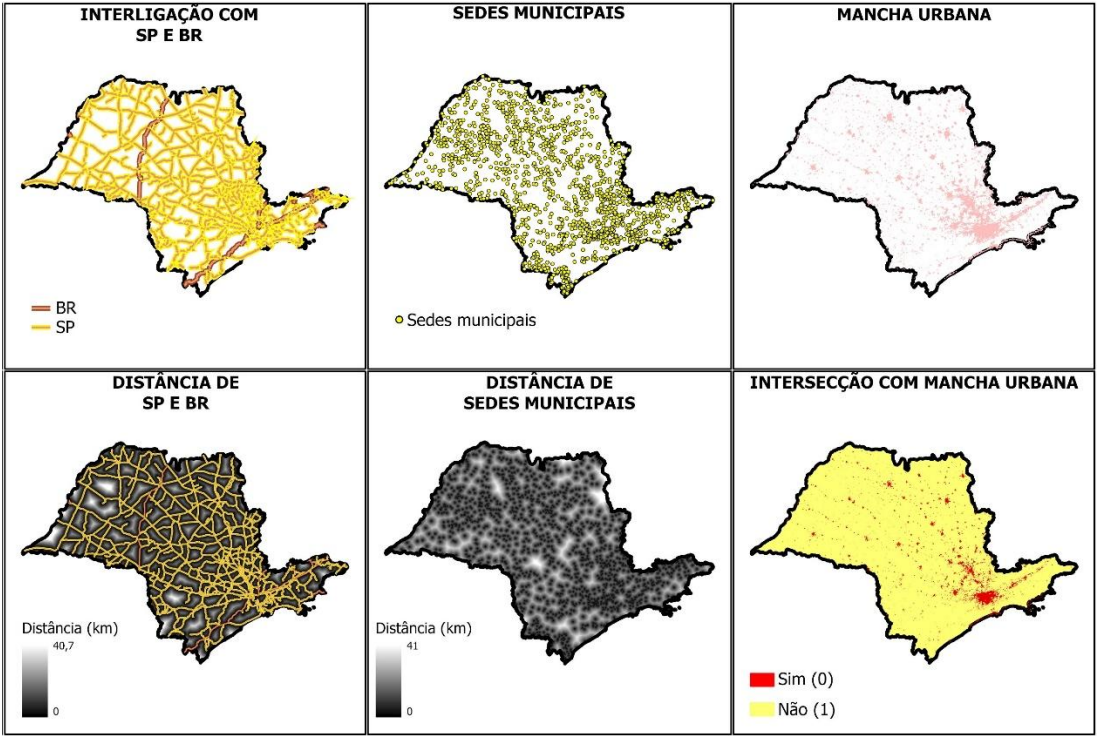 INTERLIGAÇÃO COM
SP E BR
BR
SP
SEDES MUNICIPAIS
Sedes municipais
MANCHA URBANA
DISTÂNCIA DE
SP E BR
Distância (km)
40,7
0
DISTÂNCIA DE
SEDES MUNICIPAIS
Distância (km)
41
0
INTERSECÇÃO COM MANCHA URBANA
Sim (0)
Não (1)